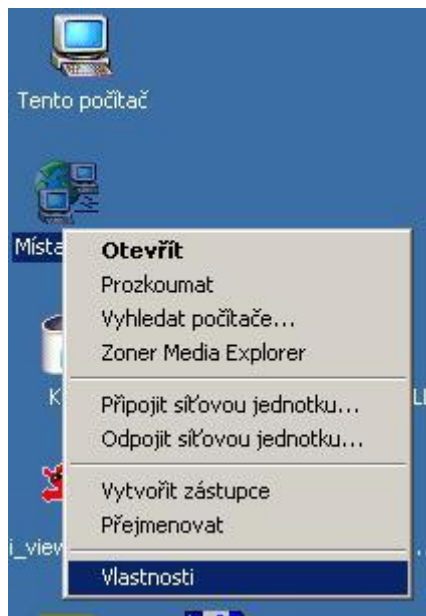 Tento počítač
Místa
Otevřít
Prozkoumat
Vyhledat počítače...
Zoner Media Explorer
K
Připojit síťovou jednotku...
Odpojit síťovou jednotku...
Vytvořit zástupce
Přejmenovat
i_view
Vlastnosti